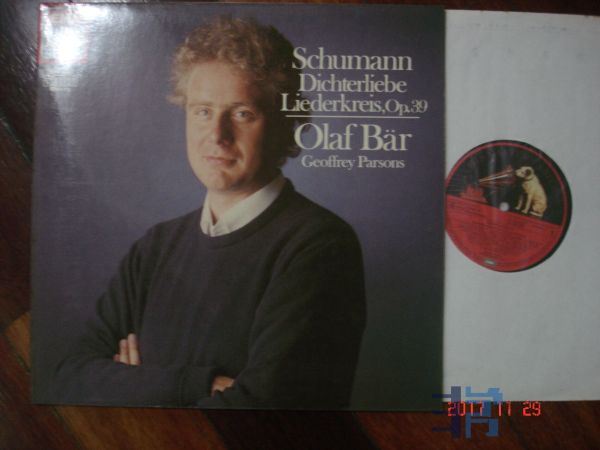 Schumann
Dichterliebe
Liederkreis, Op.39
Olaf Bär
Geoffrey Parsons
2017 11 29